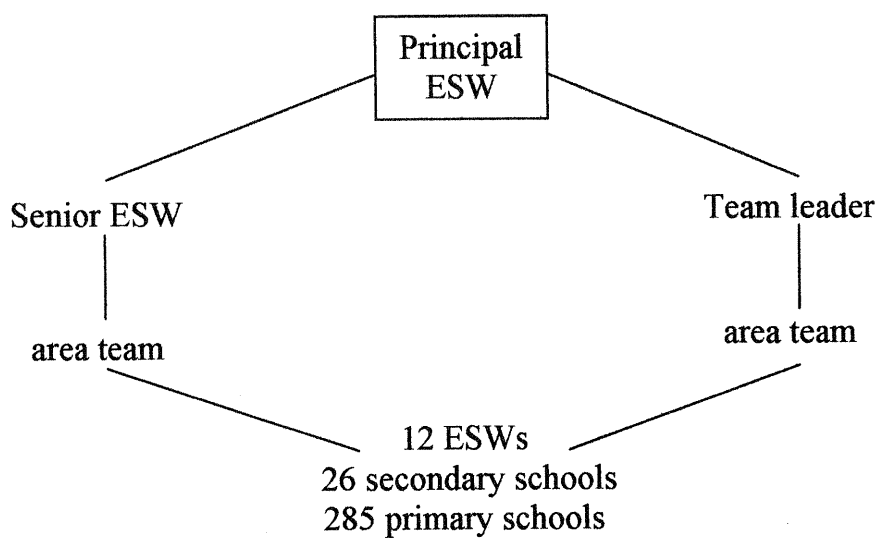 Principal
ESW
Senior ESW
Team leader
area team
area team
12 ESWs
26 secondary schools
285 primary schools